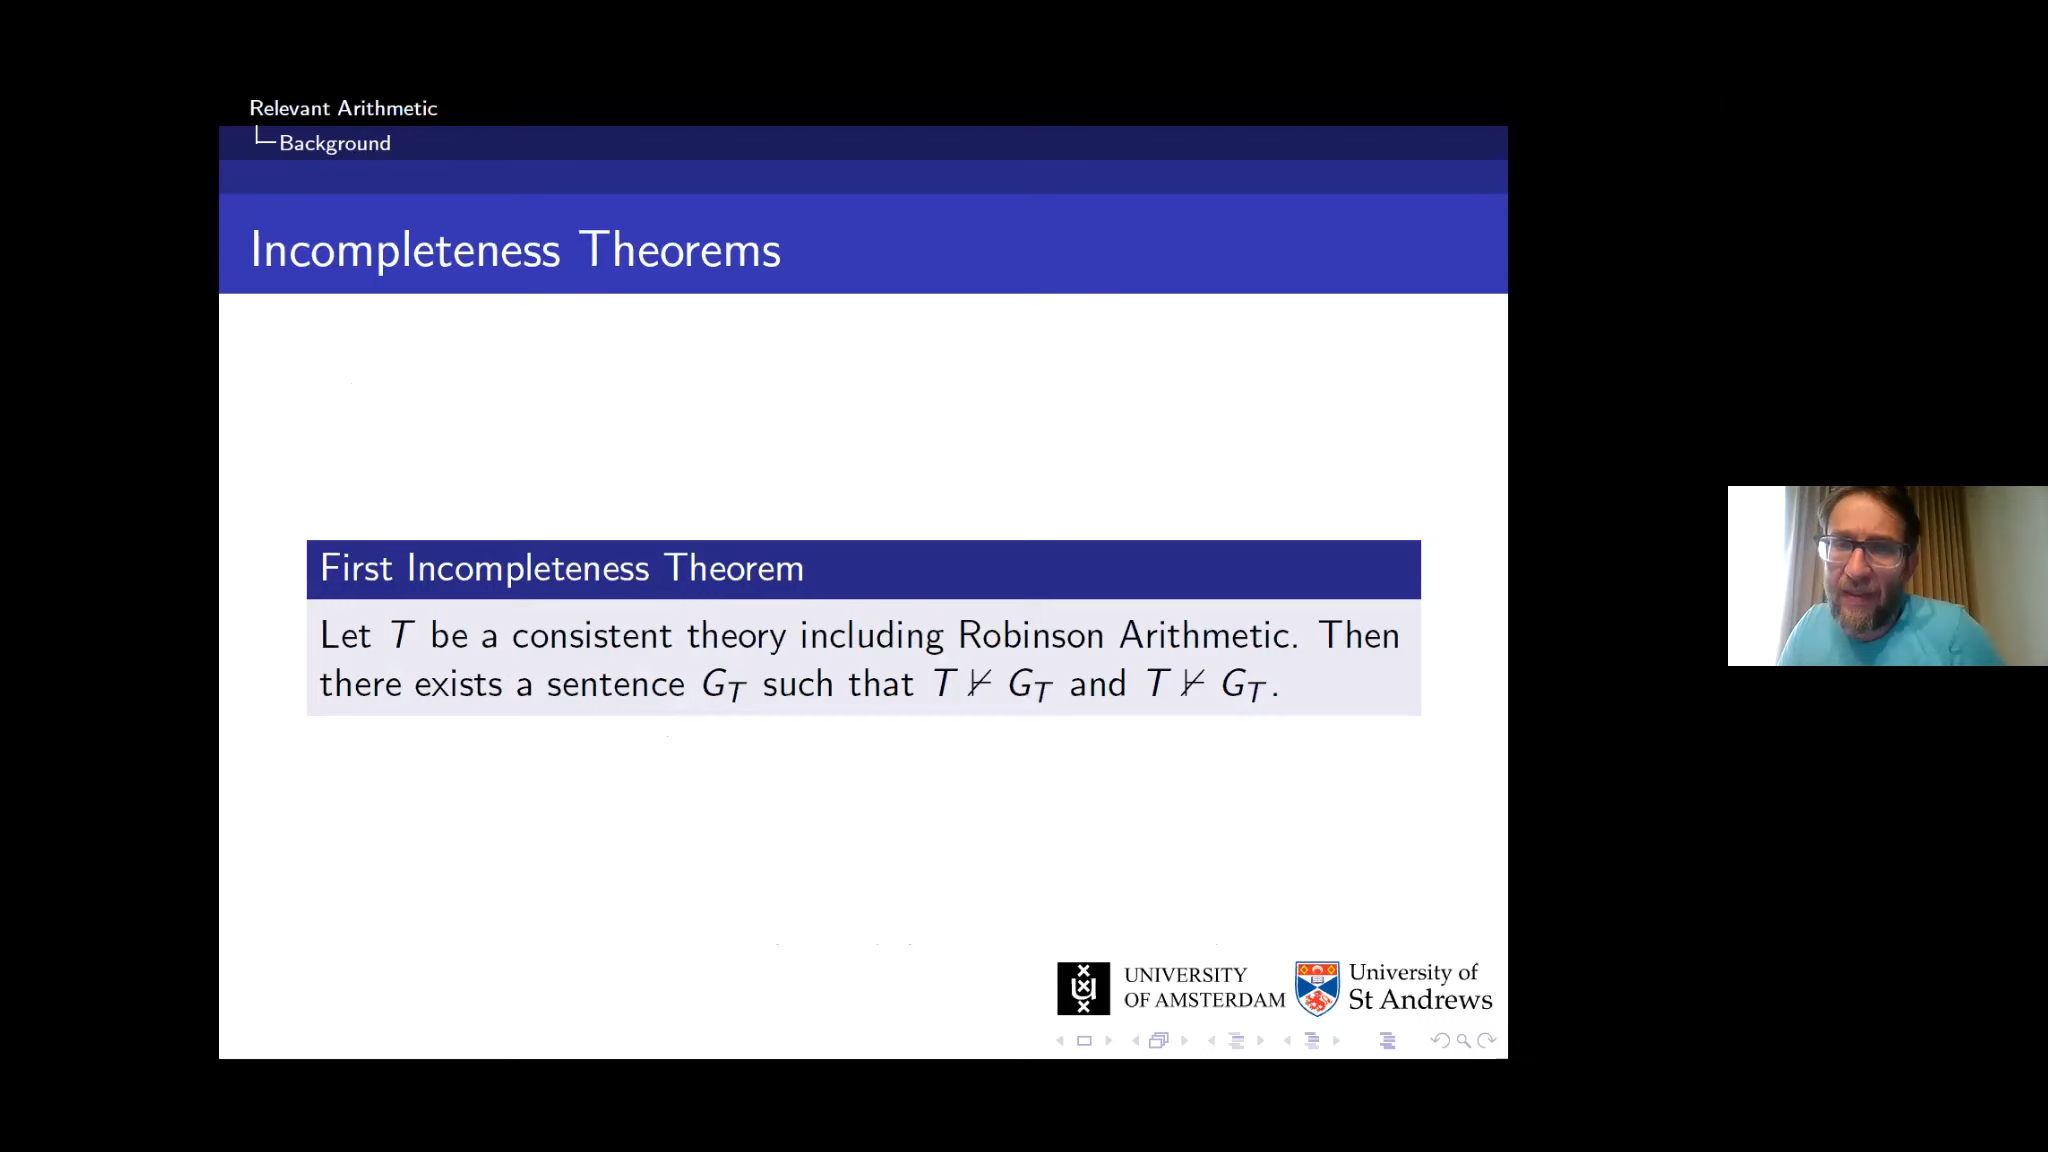 Relevant Arithmetic
Background
Incompleteness Theorems
First Incompleteness Theorem
Let T be a consistent theory including Robinson Arithmetic. Then
there exists a sentence G_T such that T ⊬ G_T and T ⊬ G_T.
UNIVERSITY
OF AMSTERDAM
University of
St Andrews